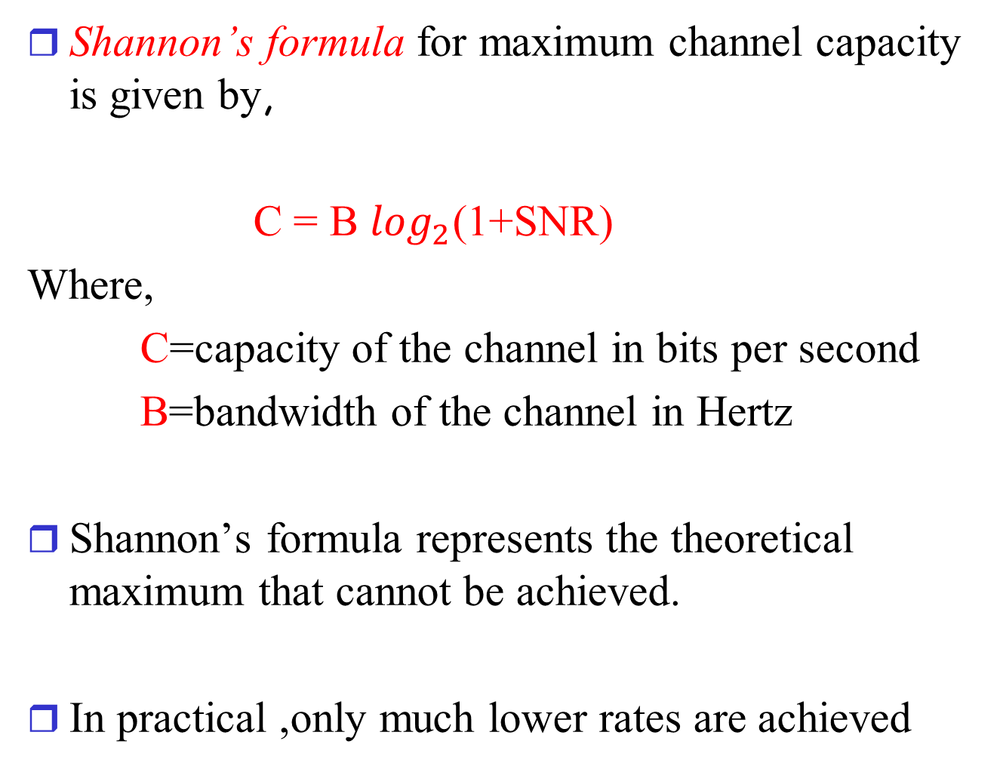 ❒ Shannon’s formula for maximum channel capacity
is given by,
C = B log₂(1+SNR)
Where,
C=capacity of the channel in bits per second
B=bandwidth of the channel in Hertz
❒ Shannon’s formula represents the theoretical
maximum that cannot be achieved.
❒ In practical ,only much lower rates are achieved